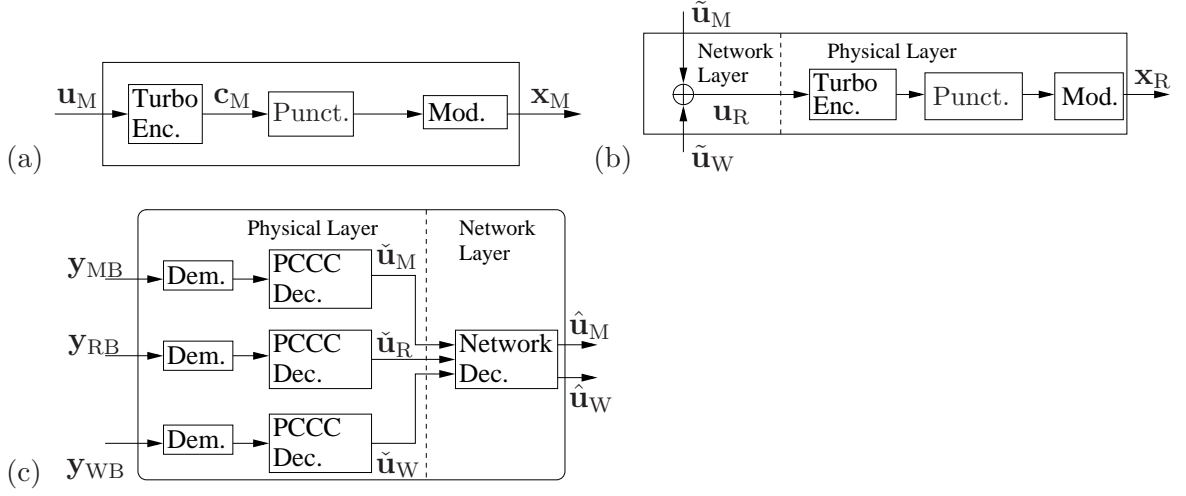 (a)
u_M
Turbo
Enc.
c_M
Punct.
Mod.
x_M
(b)
ũ_M
Network
Layer
Physical Layer
u_R
Turbo
Enc.
Punct.
Mod.
x_R
ũ_W
(c)
Physical Layer
Network
Layer
y_MB
Dem.
PCCC
Dec.
ǔ_M
y_RB
Dem.
PCCC
Dec.
ǔ_R
Network
Dec.
û_M
û_W
y_WB
Dem.
PCCC
Dec.
ǔ_W